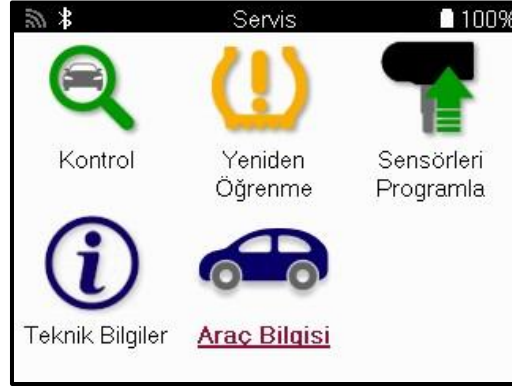 Servis 100%
Kontrol
Yeniden
Öğrenme
Sensörleri
Programla
Teknik Bilgiler
Araç Bilgisi